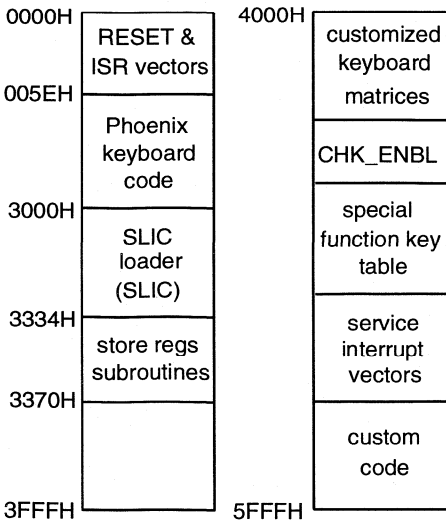 0000H
RESET &
ISR vectors
005EH
Phoenix
keyboard
code
3000H
SLIC
loader
(SLIC)
3334H
store regs
subroutines
3370H
3FFFH
4000H
customized
keyboard
matrices
CHK_ENBL
special
function key
table
service
interrupt
vectors
custom
code
5FFFH